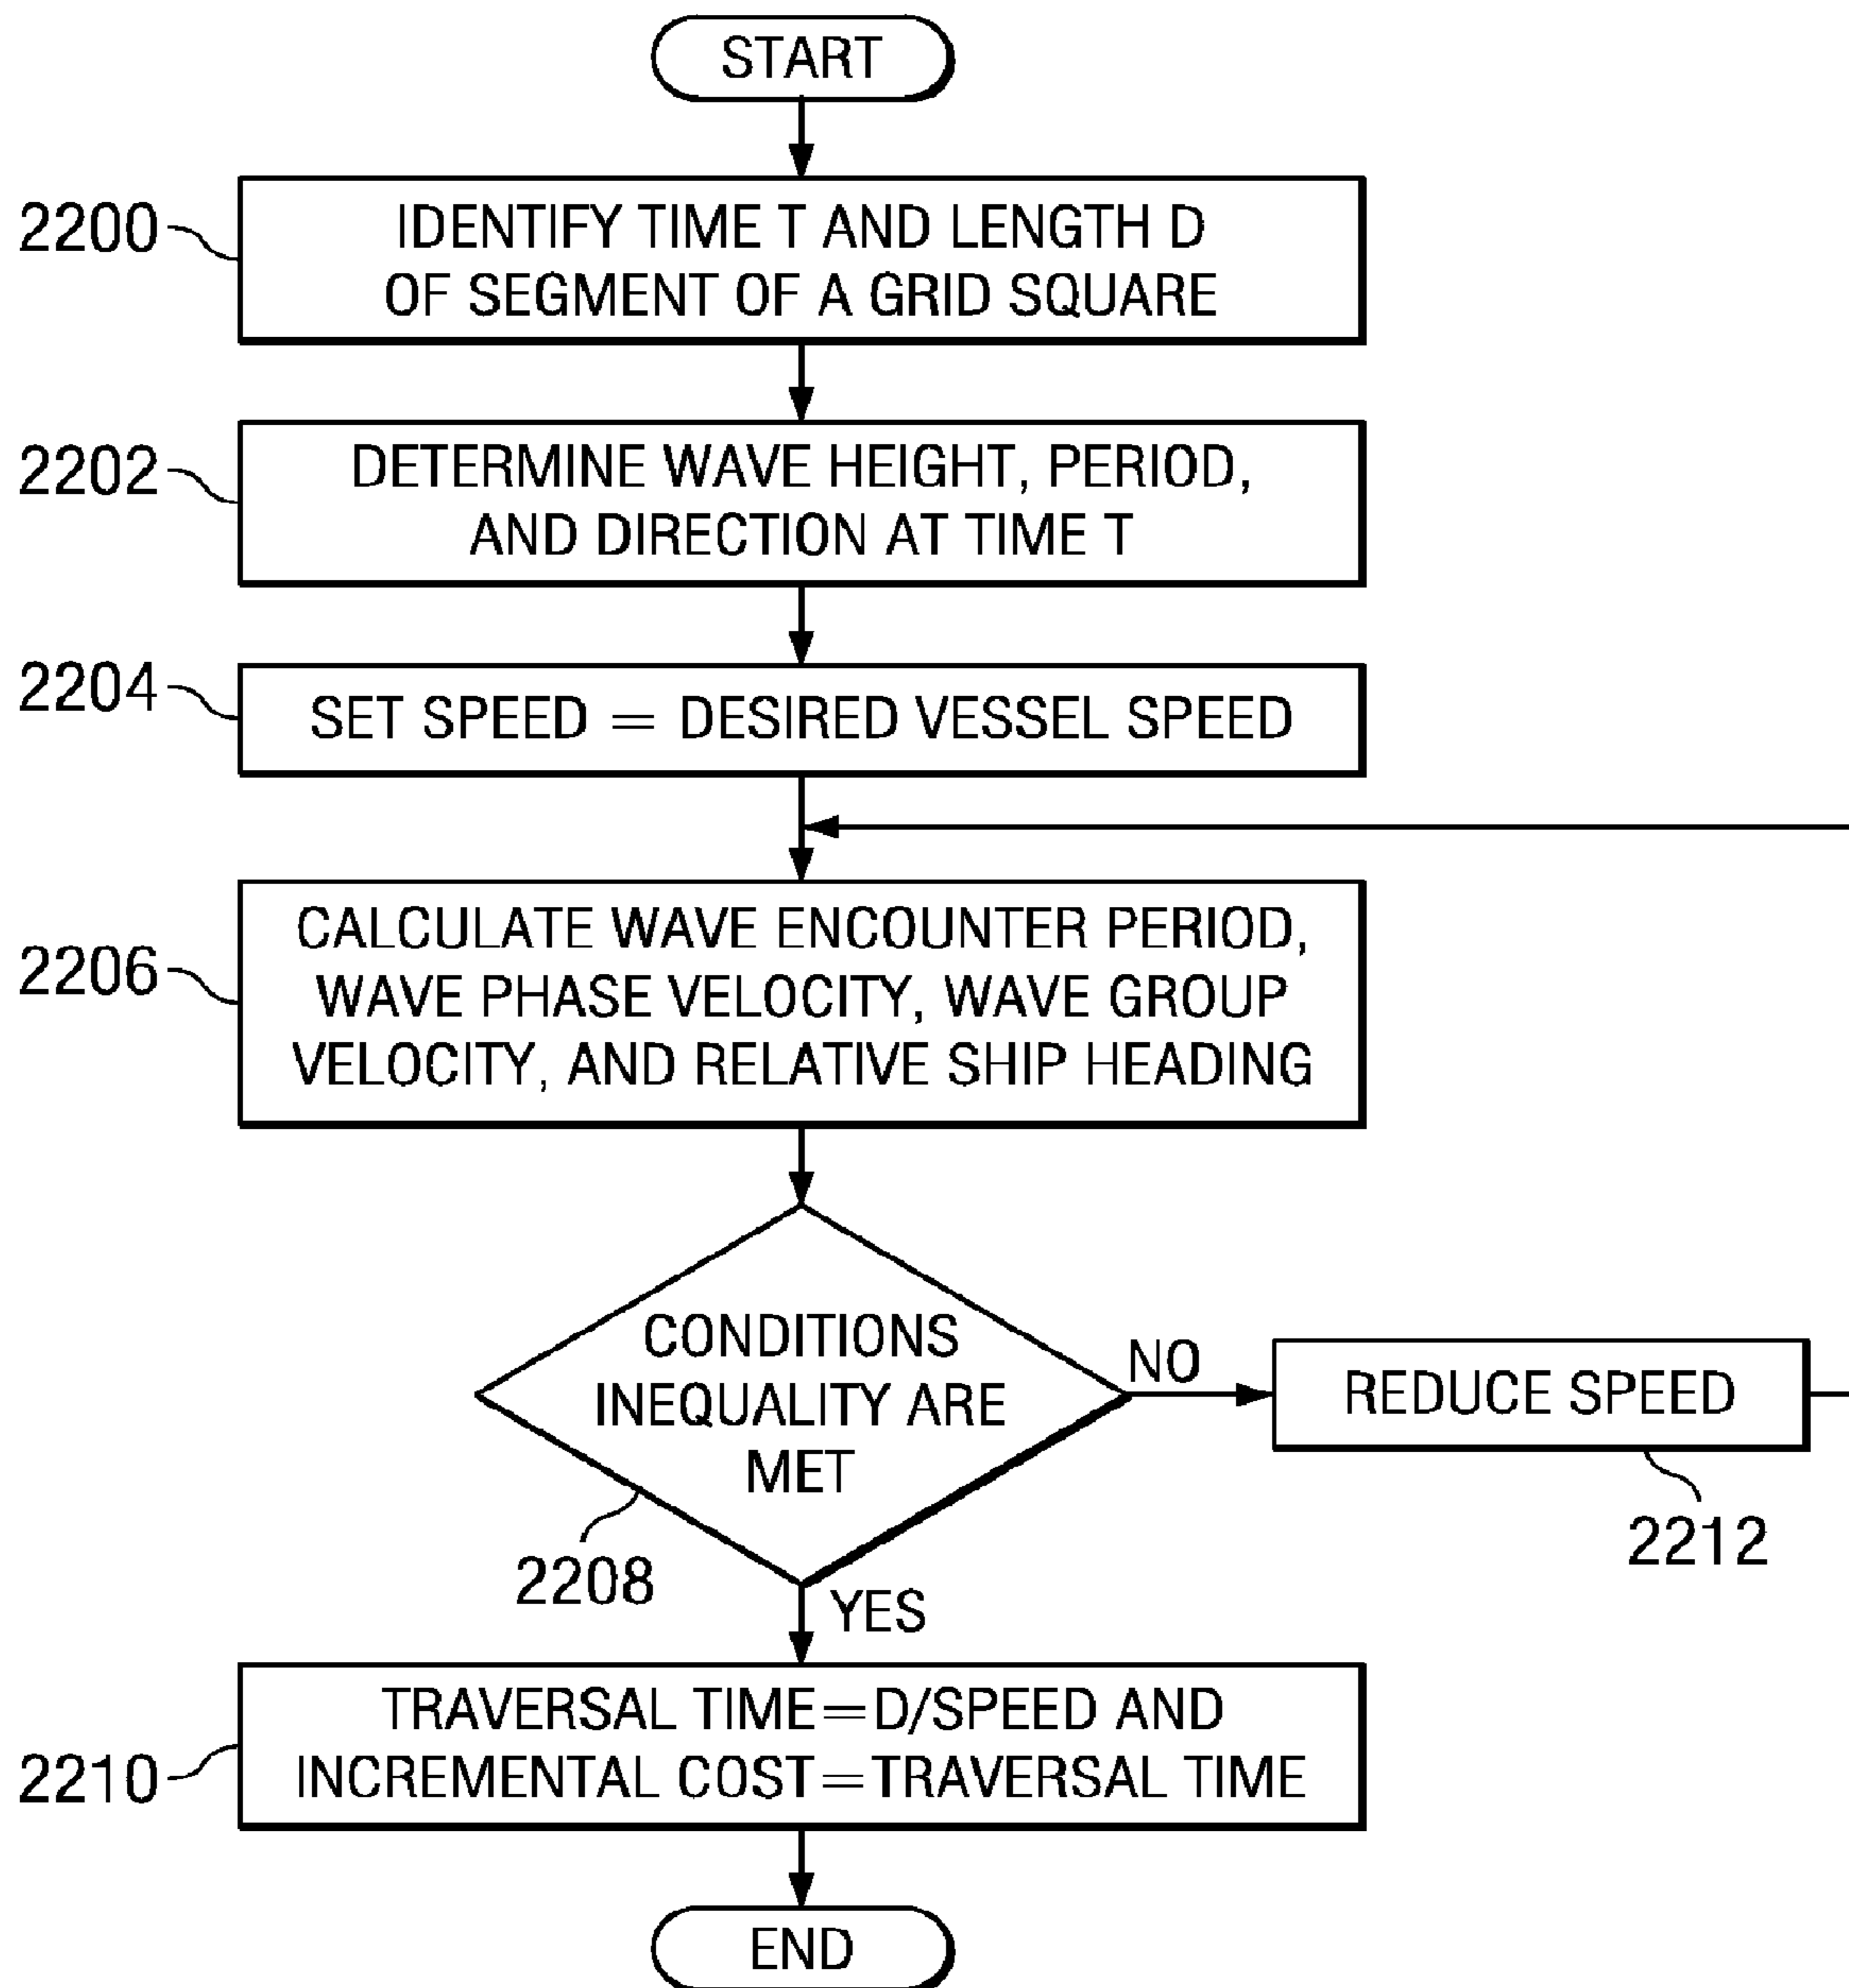 START
2200
IDENTIFY TIME T AND LENGTH D
OF SEGMENT OF A GRID SQUARE
2202
DETERMINE WAVE HEIGHT, PERIOD,
AND DIRECTION AT TIME T
2204
SET SPEED = DESIRED VESSEL SPEED
2206
CALCULATE WAVE ENCOUNTER PERIOD,
WAVE PHASE VELOCITY, WAVE GROUP
VELOCITY, AND RELATIVE SHIP HEADING
CONDITIONS
INEQUALITY ARE
MET
2208
NO
REDUCE SPEED
2212
YES
2210
TRAVERSAL TIME=D/SPEED AND
INCREMENTAL COST=TRAVERSAL TIME
END